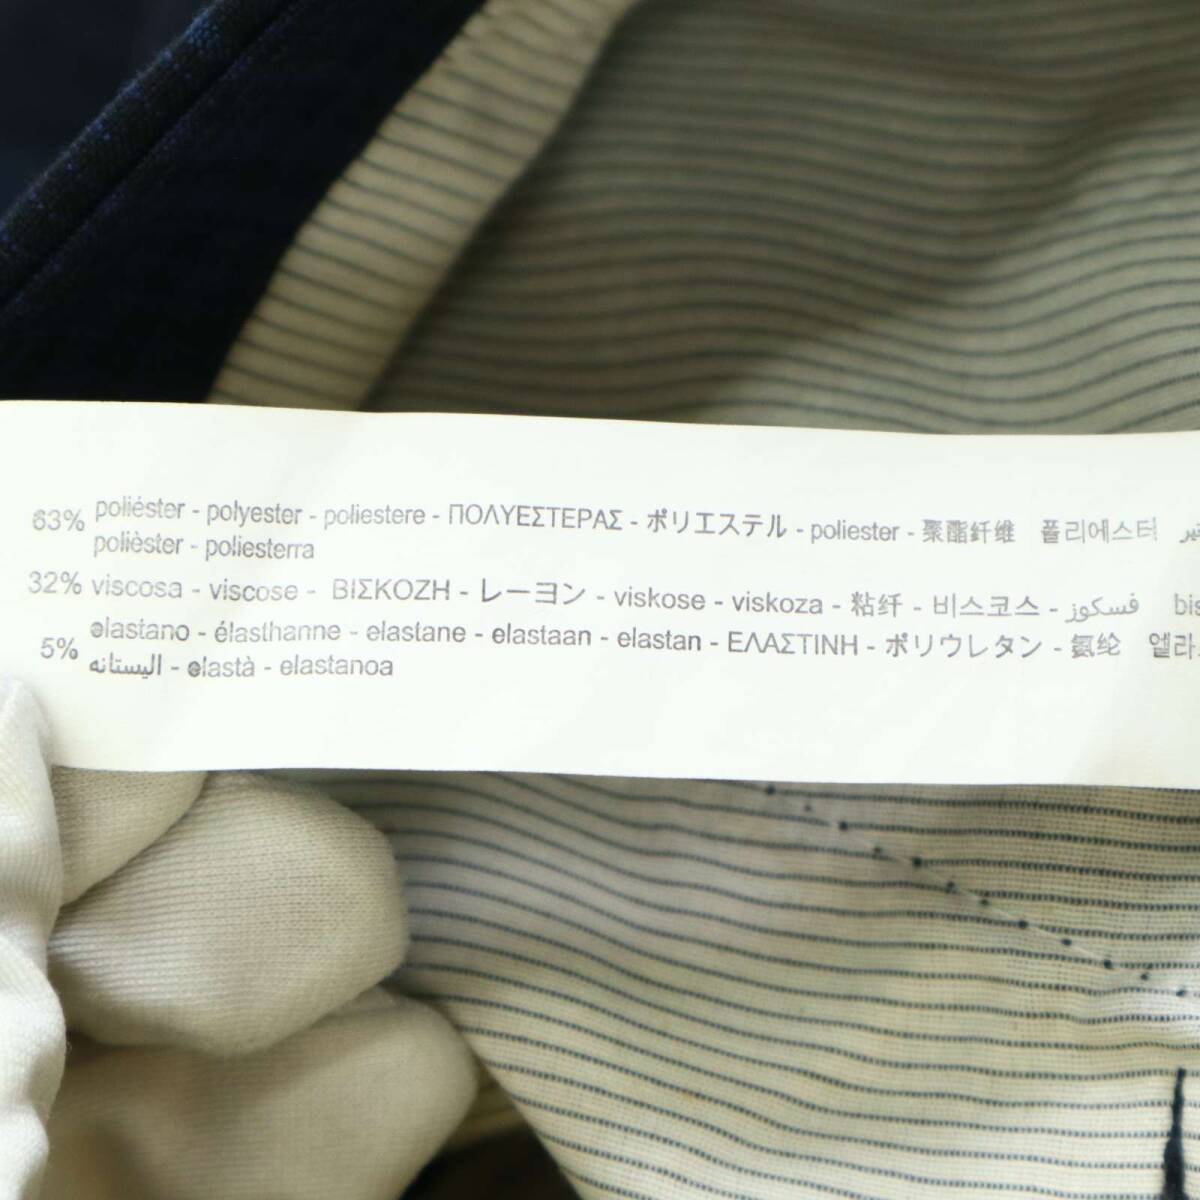 63% poliéster - polyester - poliestere - ΠΟΛΥΕΣΤΕΡΑΣ - ポリエステル - poliester - 聚酯纤维 폴리에스터
polièster - poliesterra
32% viscosa - viscose - ΒΙΣΚΟΖΗ - レーヨン - viskose - viskoza - 粘纤 - 비스코스 - فسكوز
5% elastano - élasthanne - elastane - elastaan - elastan - ΕΛΑΣΤΙΝΗ - ポリウレタン - 氨纶
اليستانه - elastà - elastanoa